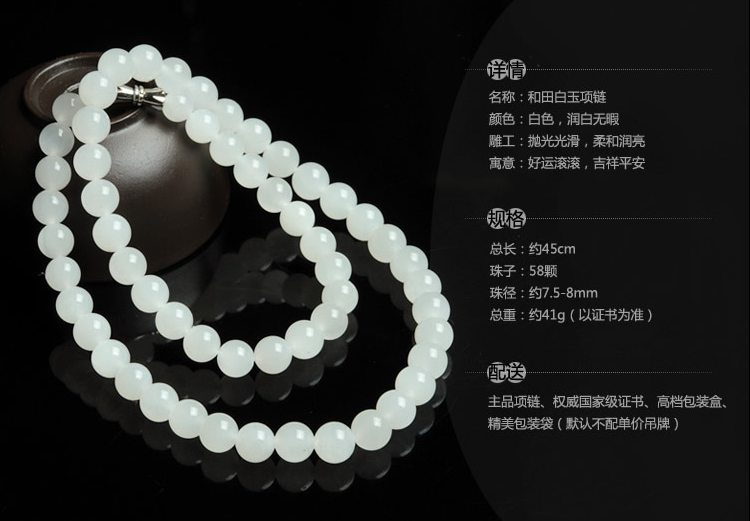 详情
名称：和田白玉项链
颜色：白色，润白无暇
雕工：抛光光滑，柔和润亮
寓意：好运滚滚，吉祥平安
规格
总长：约45cm
珠子：58颗
珠径：约7.5-8mm
总重：约41g（以证书为准）
配送
主品项链、权威国家级证书、高档包装盒、
精美包装袋（默认不配单价吊牌）